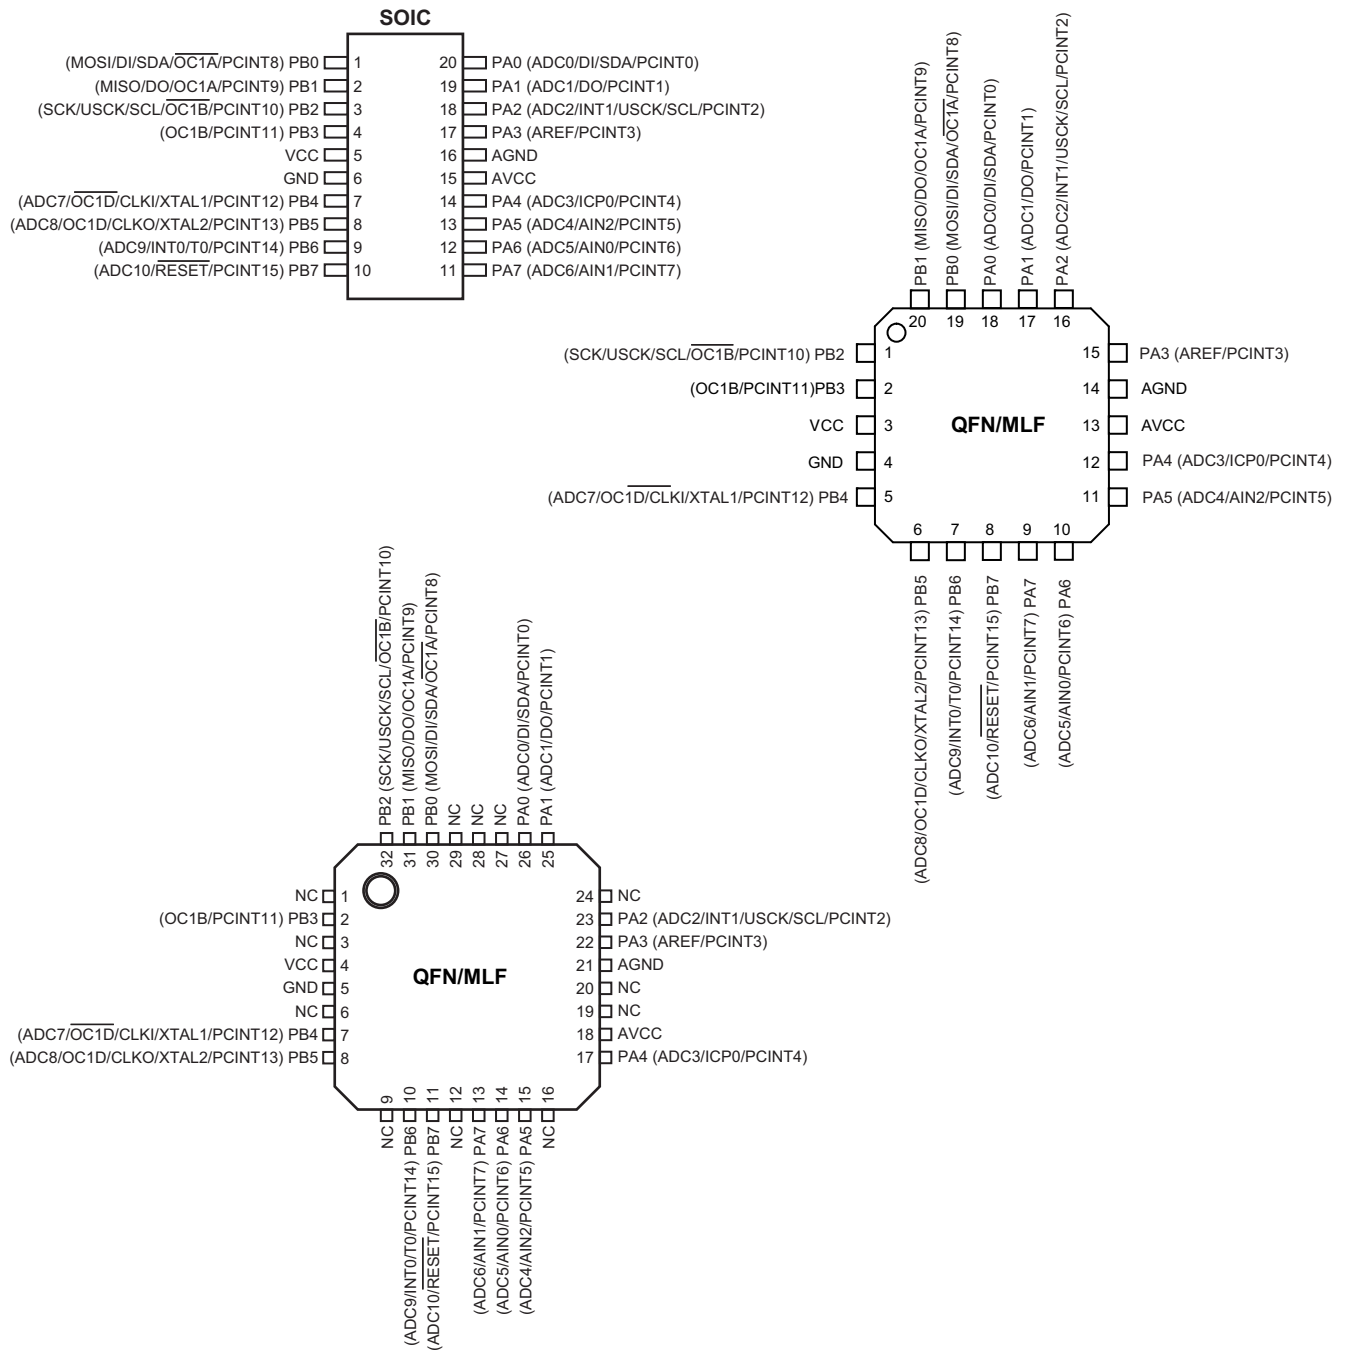 SOIC
(MOSI/DI/SDA/OC1A/PCINT8) PB0 1
(MISO/DO/OC1A/PCINT9) PB1 2
(SCK/USCK/SCL/OC1B/PCINT10) PB2 3
(OC1B/PCINT11) PB3 4
VCC 5
GND 6
(ADC7/OC1D/CLKI/XTAL1/PCINT12) PB4 7
(ADC8/OC1D/CLKO/XTAL2/PCINT13) PB5 8
(ADC9/INT0/T0/PCINT14) PB6 9
(ADC10/RESET/PCINT15) PB7 10
20 PA0 (ADC0/DI/SDA/PCINT0)
19 PA1 (ADC1/DO/PCINT1)
18 PA2 (ADC2/INT1/USCK/SCL/PCINT2)
17 PA3 (AREF/PCINT3)
16 AGND
15 AVCC
14 PA4 (ADC3/ICP0/PCINT4)
13 PA5 (ADC4/AIN2/PCINT5)
12 PA6 (ADC5/AIN0/PCINT6)
11 PA7 (ADC6/AIN1/PCINT7)
PB1 (MISO/DO/OC1A/PCINT9) 20
PB0 (MOSI/DI/SDA/OC1A/PCINT8) 19
PA0 (ADC0/DI/SDA/PCINT0) 18
PA1 (ADC1/DO/PCINT1) 17
PA2 (ADC2/INT1/USCK/SCL/PCINT2) 16
(SCK/USCK/SCL/OC1B/PCINT10) PB2 1
(OC1B/PCINT11)PB3 2
VCC 3
GND 4
(ADC7/OC1D/CLKI/XTAL1/PCINT12) PB4 5
QFN/MLF
15 PA3 (AREF/PCINT3)
14 AGND
13 AVCC
12 PA4 (ADC3/ICP0/PCINT4)
11 PA5 (ADC4/AIN2/PCINT5)
6 (ADC8/OC1D/CLKO/XTAL2/PCINT13) PB5
7 (ADC9/INT0/T0/PCINT14) PB6
8 (ADC10/RESET/PCINT15) PB7
9 (ADC6/AIN1/PCINT7) PA7
10 (ADC5/AIN0/PCINT6) PA6
32 PB2 (SCK/USCK/SCL/OC1B/PCINT10)
31 PB1 (MISO/DO/OC1A/PCINT9)
30 PB0 (MOSI/DI/SDA/OC1A/PCINT8)
29 NC
28 NC
27 NC
26 PA0 (ADC0/DI/SDA/PCINT0)
25 PA1 (ADC1/DO/PCINT1)
NC 1
(OC1B/PCINT11) PB3 2
NC 3
VCC 4
GND 5
NC 6
(ADC7/OC1D/CLKI/XTAL1/PCINT12) PB4 7
(ADC8/OC1D/CLKO/XTAL2/PCINT13) PB5 8
QFN/MLF
24 NC
23 PA2 (ADC2/INT1/USCK/SCL/PCINT2)
22 PA3 (AREF/PCINT3)
21 AGND
20 NC
19 NC
18 AVCC
17 PA4 (ADC3/ICP0/PCINT4)
NC 9
(ADC9/INT0/T0/PCINT14) PB6 10
(ADC10/RESET/PCINT15) PB7 11
NC 12
(ADC6/AIN1/PCINT7) PA7 13
(ADC5/AIN0/PCINT6) PA6 14
(ADC4/AIN2/PCINT5) PA5 15
NC 16